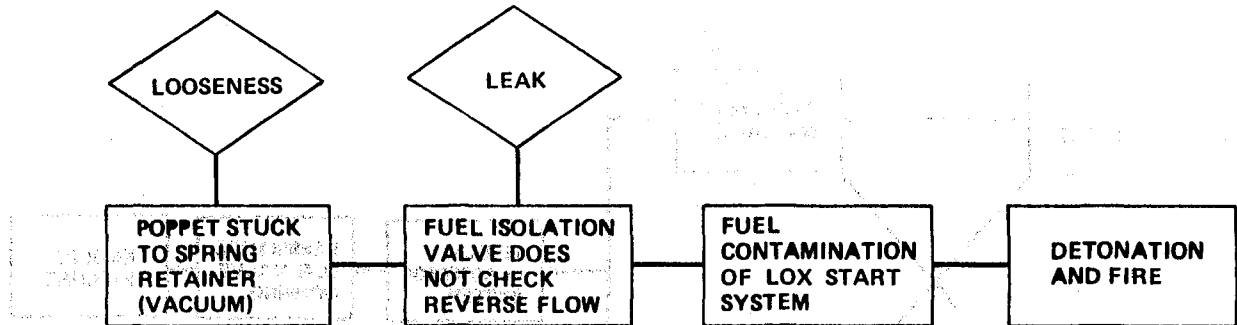 LOOSENESS
LEAK
POPPET STUCK
TO SPRING
RETAINER
(VACUUM)
FUEL ISOLATION
VALVE DOES
NOT CHECK
REVERSE FLOW
FUEL
CONTAMINATION
OF LOX START
SYSTEM
DETONATION
AND FIRE